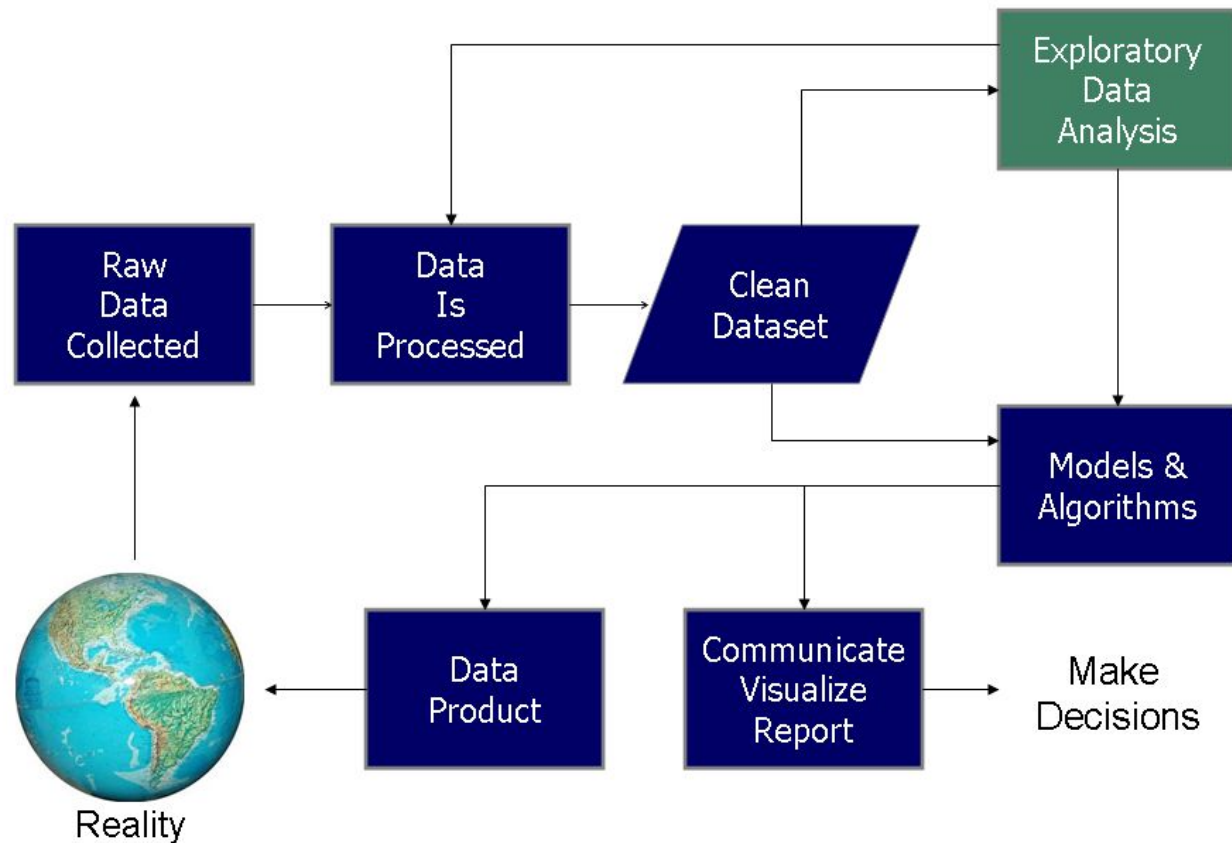 Exploratory
Data
Analysis
Raw
Data
Collected
Data
Is
Processed
Clean
Dataset
Models &
Algorithms
Data
Product
Communicate
Visualize
Report
Make
Decisions
Reality